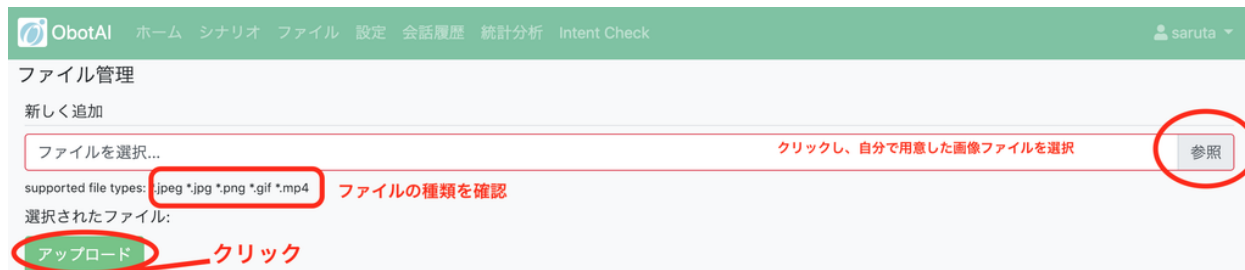 ObotAI ホーム シナリオ ファイル 設定 会話履歴 統計分析 Intent Check saruta
ファイル管理
新しく追加
ファイルを選択... クリックし、自分で用意した画像ファイルを選択 参照
supported file types: *.jpeg *.jpg *.png *.gif *.mp4 ファイルの種類を確認
選択されたファイル:
アップロード クリック